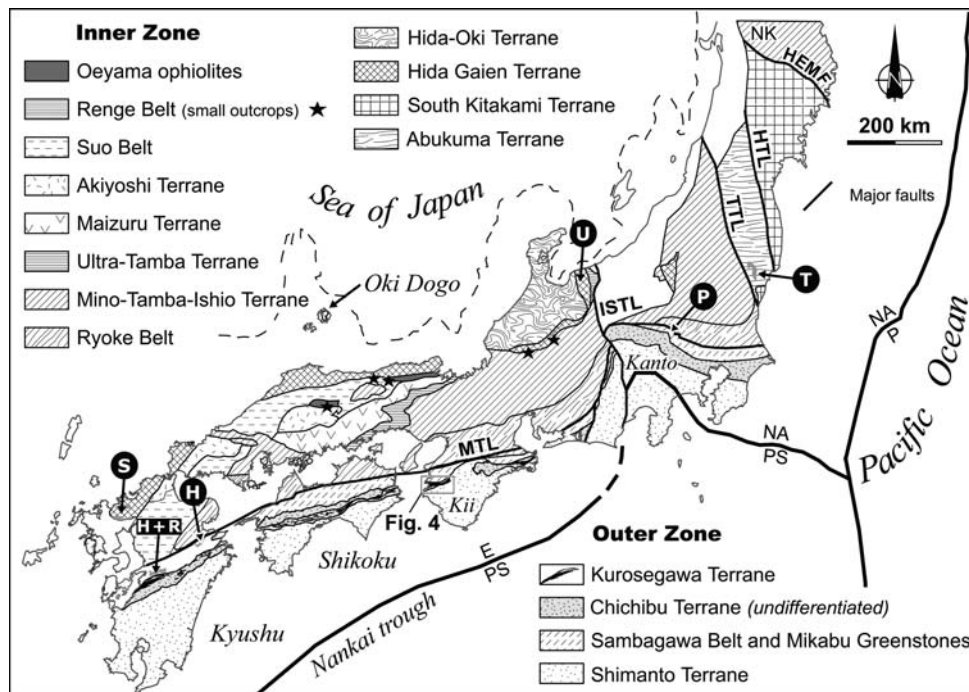 Inner Zone
Oeyama ophiolites
Renge Belt (small outcrops) ★
Suo Belt
Akiyoshi Terrane
Maizuru Terrane
Ultra-Tamba Terrane
Mino-Tamba-Ishio Terrane
Ryoke Belt
Hida-Oki Terrane
Hida Gaien Terrane
South Kitakami Terrane
Abukuma Terrane
NK
HEMF
200 km
Major faults
HTL
TTL
Sea of Japan
Oki Dogo
U
ISTL
P
T
Kanto
NA
P
Pacific Ocean
NA
PS
MTL
S
H
H+R
Kii
Fig. 4
Shikoku
E
PS
Kyushu
Nankai trough
Outer Zone
Kurosegawa Terrane
Chichibu Terrane (undifferentiated)
Sambagawa Belt and Mikabu Greenstones
Shimanto Terrane